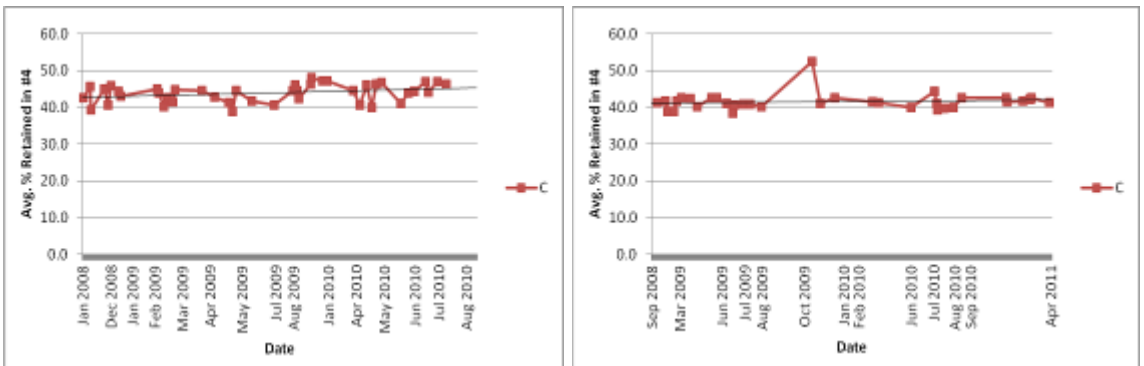 60.0
50.0
40.0
30.0
20.0
10.0
0.0
Avg. % Retained in #4
Jan 2008
Dec 2008
Jan 2009
Feb 2009
Mar 2009
Apr 2009
May 2009
Jul 2009
Aug 2009
Jan 2010
Apr 2010
May 2010
Jun 2010
Jul 2010
Aug 2010
Date
C
60.0
50.0
40.0
30.0
20.0
10.0
0.0
Avg. % Retained in #4
Sep 2008
Mar 2009
Jun 2009
Jul 2009
Aug 2009
Oct 2009
Jan 2010
Feb 2010
Jun 2010
Jul 2010
Aug 2010
Sep 2010
Apr 2011
Date
C